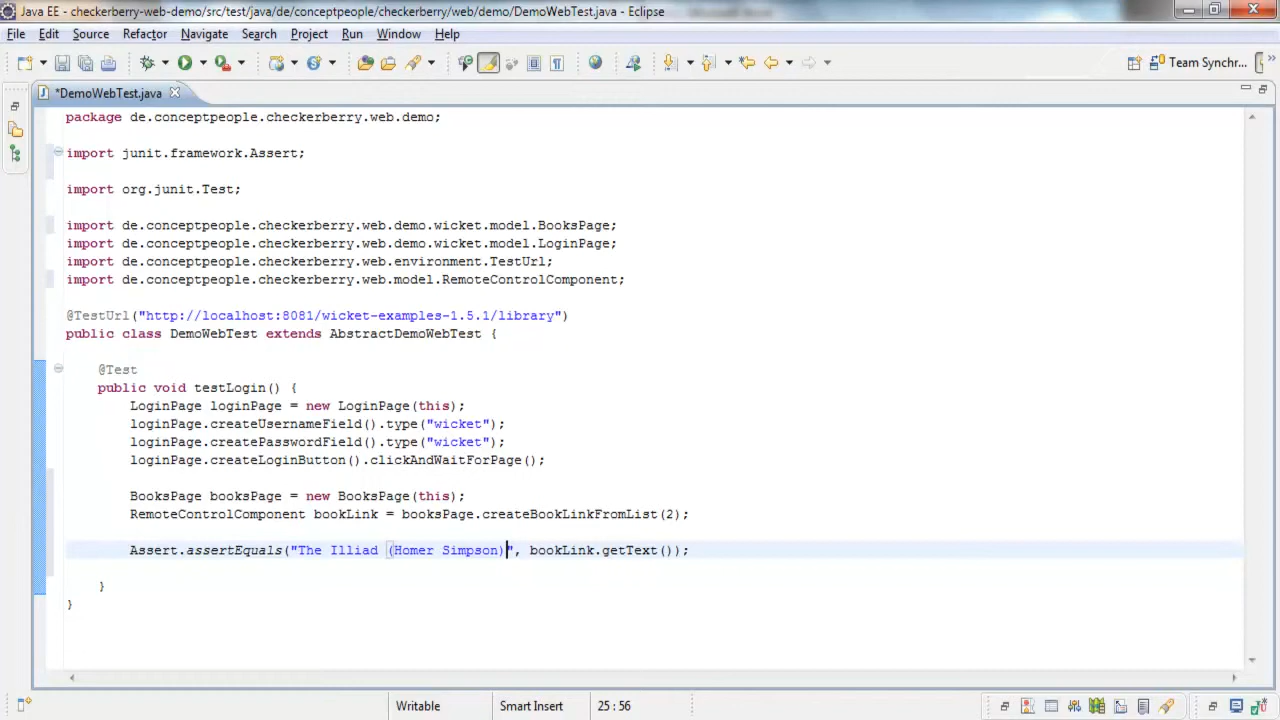 Java EE - checkerberry-web-demo/src/test/java/de/conceptpeople/checkerberry/web/demo/DemoWebTest.java - Eclipse
File Edit Source Refactor Navigate Search Project Run Window Help
Team Synchr...
*DemoWebTest.java
package de.conceptpeople.checkerberry.web.demo;
import junit.framework.Assert;
import org.junit.Test;
import de.conceptpeople.checkerberry.web.demo.wicket.model.BooksPage;
import de.conceptpeople.checkerberry.web.demo.wicket.model.LoginPage;
import de.conceptpeople.checkerberry.web.environment.TestUrl;
import de.conceptpeople.checkerberry.web.model.RemoteControlComponent;
@TestUrl("http://localhost:8081/wicket-examples-1.5.1/library")
public class DemoWebTest extends AbstractDemoWebTest {
@Test
public void testLogin() {
LoginPage loginPage = new LoginPage(this);
loginPage.createUsernameField().type("wicket");
loginPage.createPasswordField().type("wicket");
loginPage.createLoginButton().clickAndWaitForPage();
BooksPage booksPage = new BooksPage(this);
RemoteControlComponent bookLink = booksPage.createBookLinkFromList(2);
Assert.assertEquals("The Illiad (Homer Simpson)", bookLink.getText());
}
}
Writable Smart Insert 25 : 56